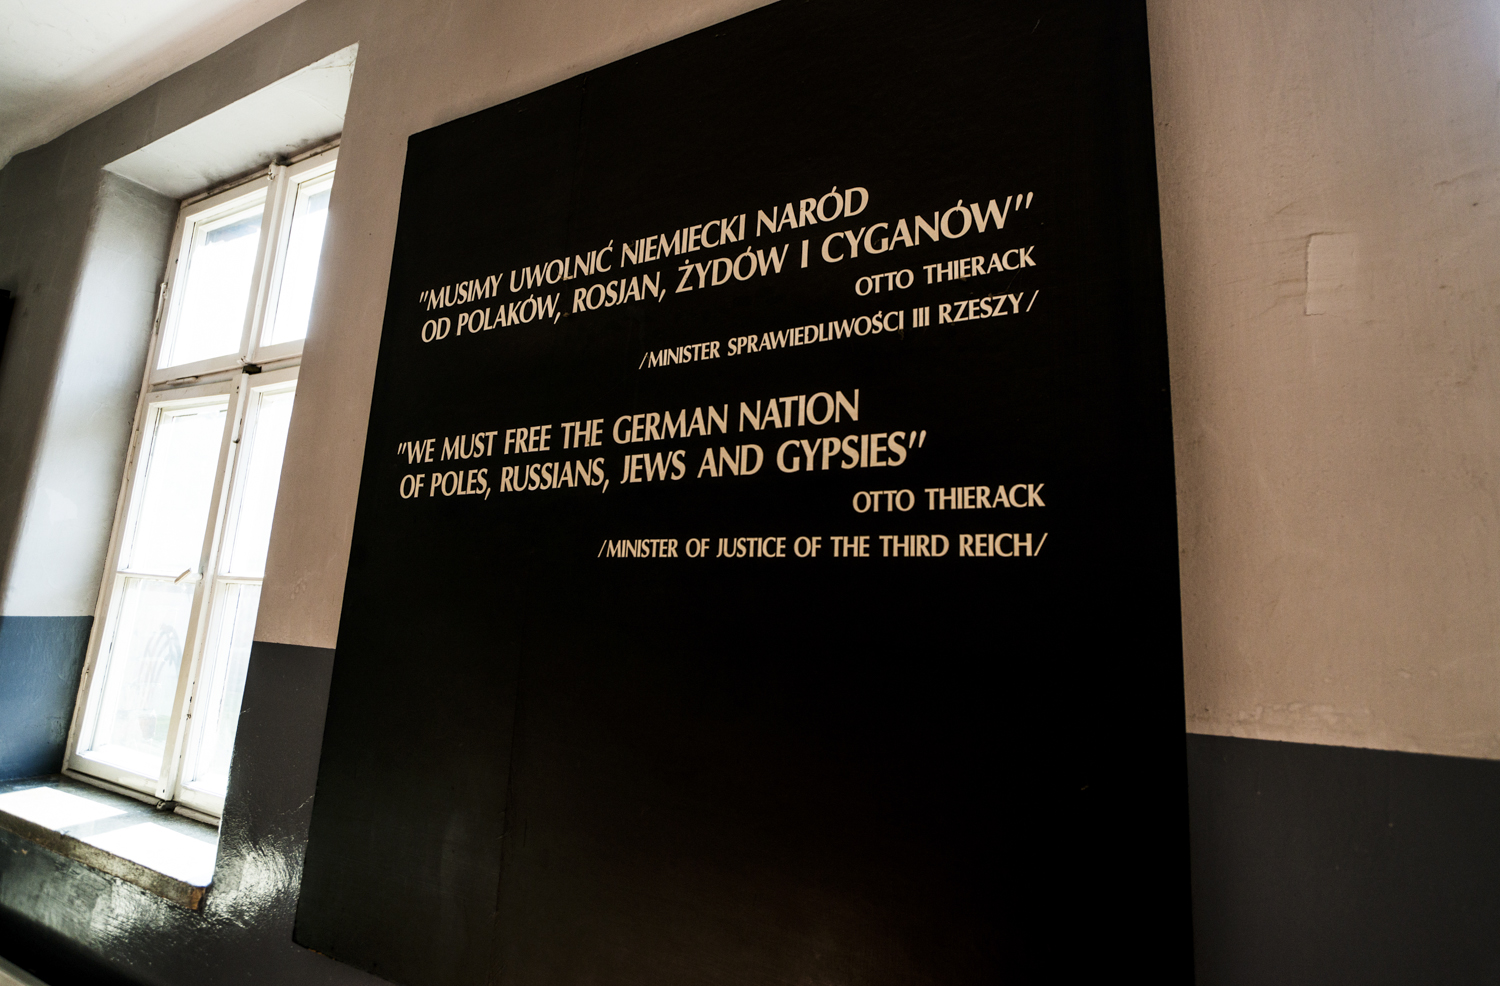 "MUSIMY UWOLNIĆ NIEMIECKI NARÓD
OD POLAKÓW, ROSJAN, ŻYDÓW I CYGANÓW"
OTTO THIERACK
/MINISTER SPRAWIEDLIWOŚCI III RZESZY/
"WE MUST FREE THE GERMAN NATION
OF POLES, RUSSIANS, JEWS AND GYPSIES"
OTTO THIERACK
/MINISTER OF JUSTICE OF THE THIRD REICH/